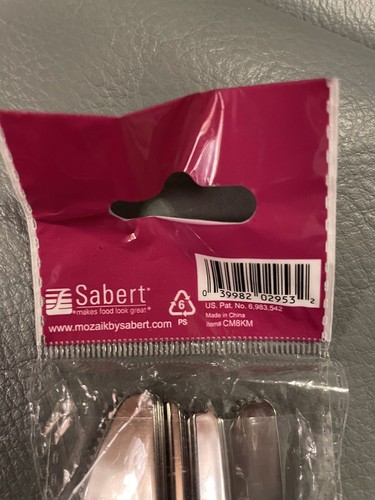 Sabert
"makes food look great"
www.mozaikbysabert.com
6
PS
0 39982 02953 2
US. Pat. No. 6,983,542
Made in China
Item# CM8KM